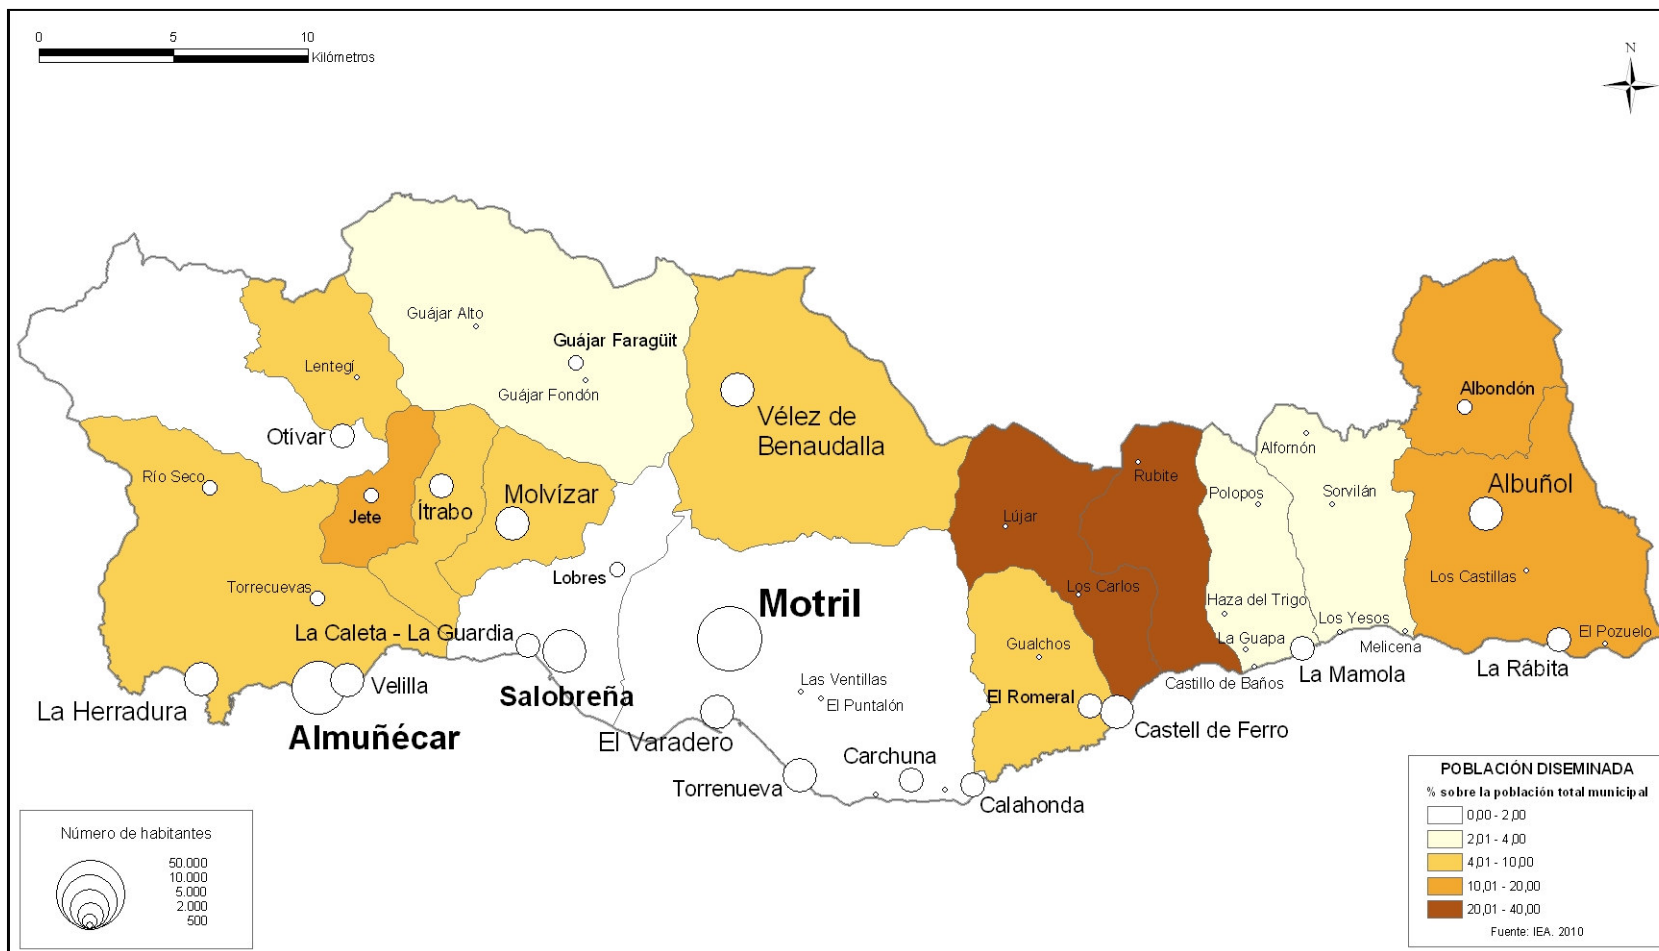 0 5 10
Kilómetros
N
Guájar Alto
Guájar Faragüit
Lentegí
Guájar Fondón
Vélez de
Benaudalla
Otívar
Albondón
Alfornón
Río Seco
Rubite
Jete
Ítrabo
Molvízar
Polopos
Sorvilán
Albuñol
Lújar
Lobres
Torrecuevas
Los Carlos
Los Castillas
Motril
Haza del Trigo
Los Yesos
La Caleta - La Guardia
Gualchos
La Guapa
Melicena
El Pozuelo
La Herradura
Velilla
Salobreña
Las Ventillas
El Puntalón
El Romeral
Castillo de Baños
La Mamola
La Rábita
Almuñécar
El Varadero
Castell de Ferro
Torrenueva
Carchuna
Calahonda
Número de habitantes
50.000
10.000
5.000
2.000
500
POBLACIÓN DISEMINADA
% sobre la población total municipal
0,00 - 2,00
2,01 - 4,00
4,01 - 10,00
10,01 - 20,00
20,01 - 40,00
Fuente: IEA. 2010